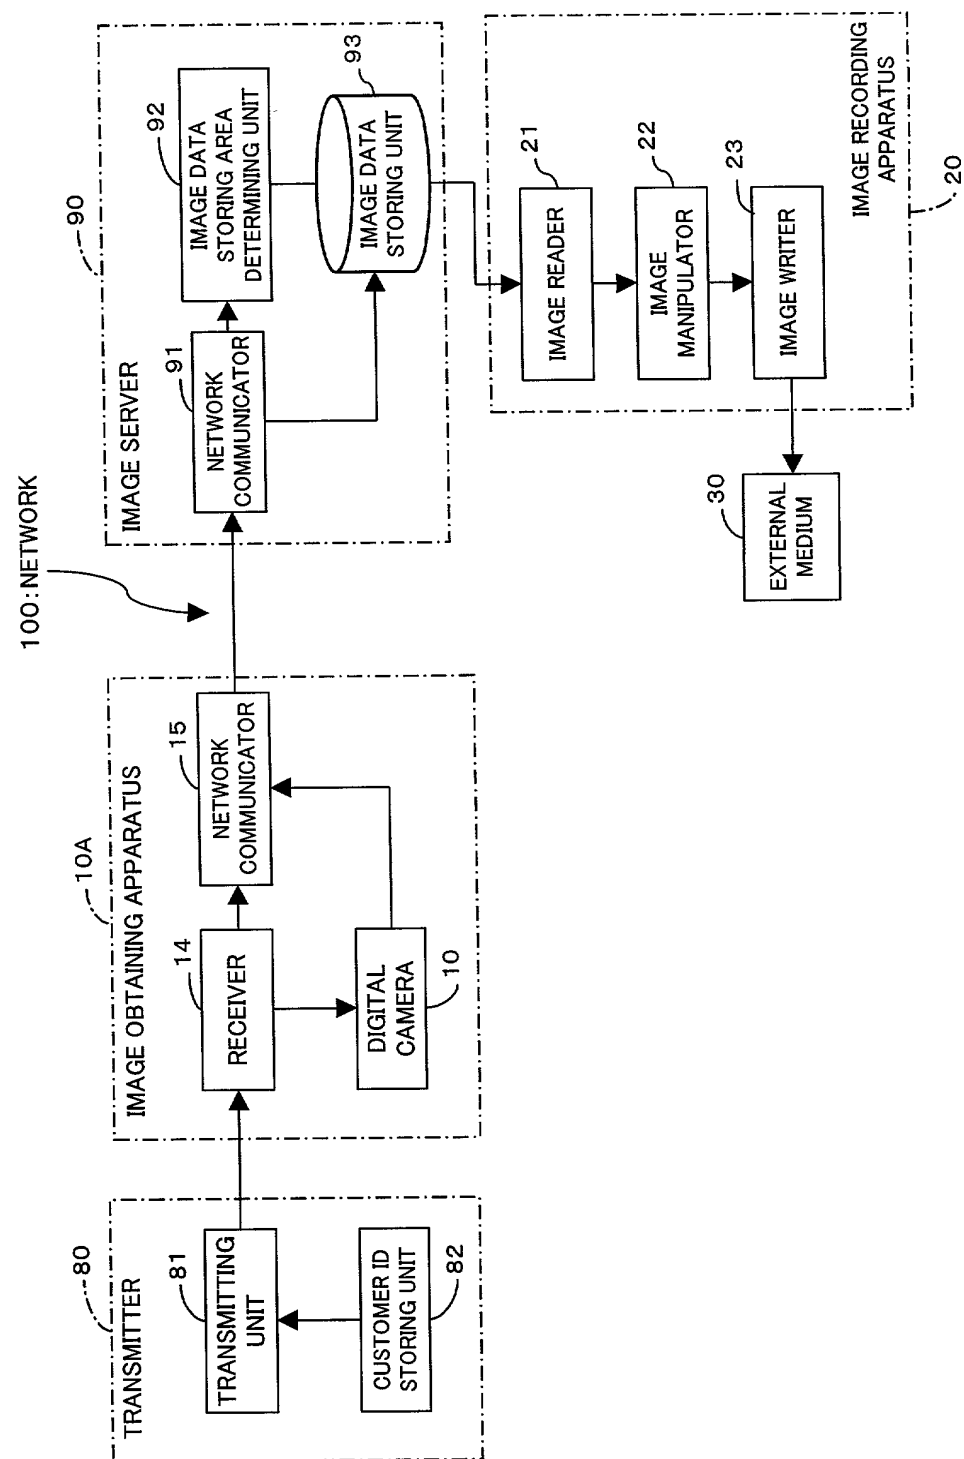 80
TRANSMITTER
81
TRANSMITTING
UNIT
CUSTOMER ID
STORING UNIT
82
10A
IMAGE OBTAINING APPARATUS
14
RECEIVER
15
NETWORK
COMMUNICATOR
DIGITAL
CAMERA
10
100:NETWORK
90
IMAGE SERVER
91
NETWORK
COMMUNICATOR
92
IMAGE DATA
STORING AREA
DETERMINING UNIT
93
IMAGE DATA
STORING UNIT
21
IMAGE READER
22
IMAGE
MANIPULATOR
23
IMAGE WRITER
IMAGE RECORDING
APPARATUS
20
30
EXTERNAL
MEDIUM